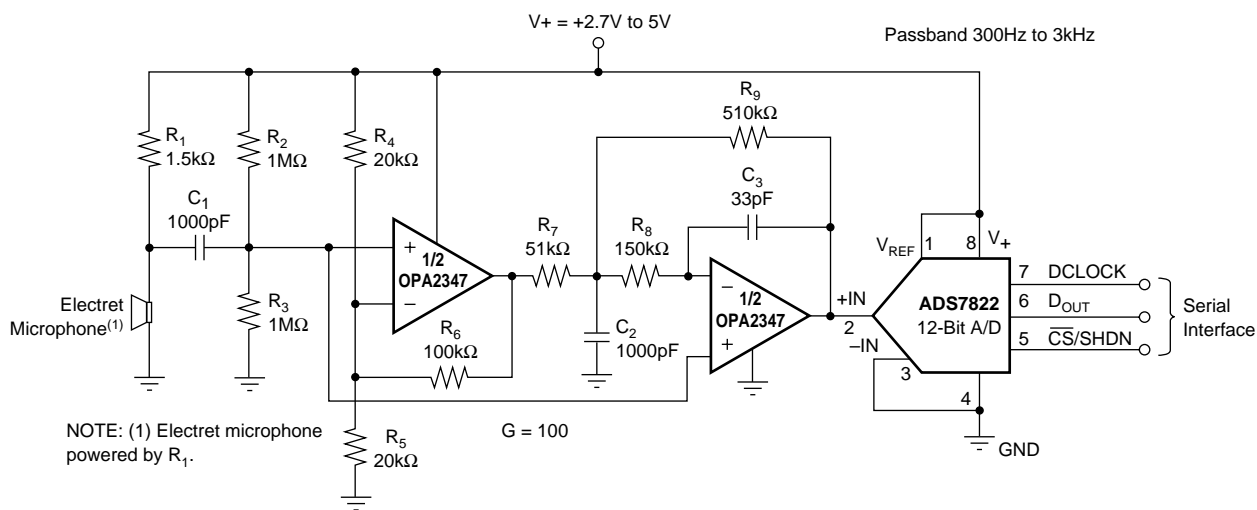 V+ = +2.7V to 5V
Passband 300Hz to 3kHz
R9
510kΩ
R1
1.5kΩ
R2
1MΩ
R4
20kΩ
C3
33pF
C1
1000pF
R7
51kΩ
R8
150kΩ
VREF
1
8
V+
+
1/2
OPA2347
−
−
1/2
OPA2347
+
+IN
2
−IN
3
ADS7822
12-Bit A/D
4
7
DCLOCK
6
DOUT
5
CS/SHDN
Serial
Interface
Electret
Microphone(1)
R3
1MΩ
R6
100kΩ
C2
1000pF
NOTE: (1) Electret microphone
powered by R1.
R5
20kΩ
G = 100
GND